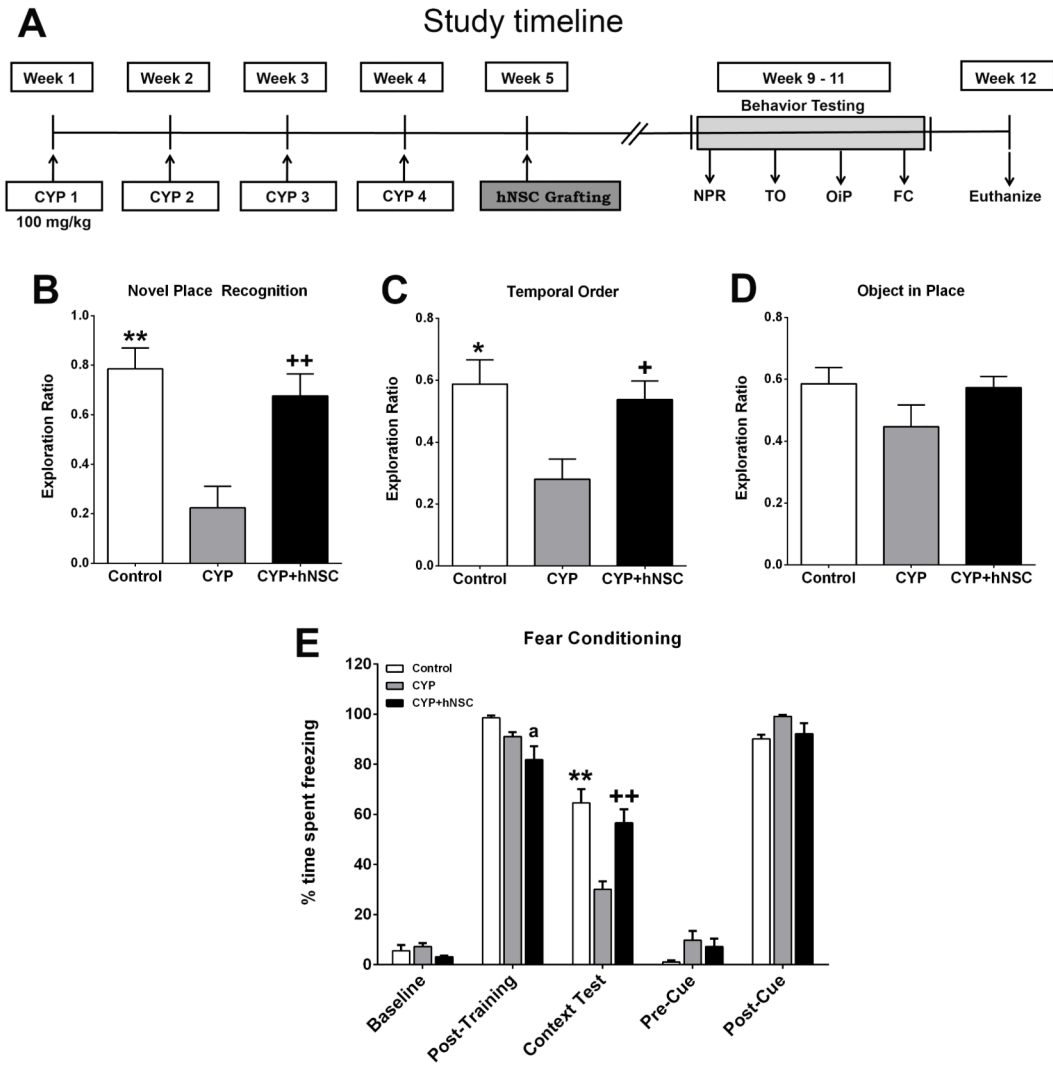 A
Study timeline
Week 1
Week 2
Week 3
Week 4
Week 5
Week 9 - 11
Week 12
Behavior Testing
CYP 1
CYP 2
CYP 3
CYP 4
hNSC Grafting
NPR
TO
OiP
FC
Euthanize
100 mg/kg
B
Novel Place Recognition
Exploration Ratio
1.0
0.8
0.6
0.4
0.2
0.0
**
++
Control
CYP
CYP+hNSC
C
Temporal Order
Exploration Ratio
0.8
0.6
0.4
0.2
0.0
*
+
Control
CYP
CYP+hNSC
D
Object in Place
Exploration Ratio
0.8
0.6
0.4
0.2
0.0
Control
CYP
CYP+hNSC
E
Fear Conditioning
% time spent freezing
120
100
80
60
40
20
0
Control
CYP
CYP+hNSC
a
**
++
Baseline
Post-Training
Context Test
Pre-Cue
Post-Cue